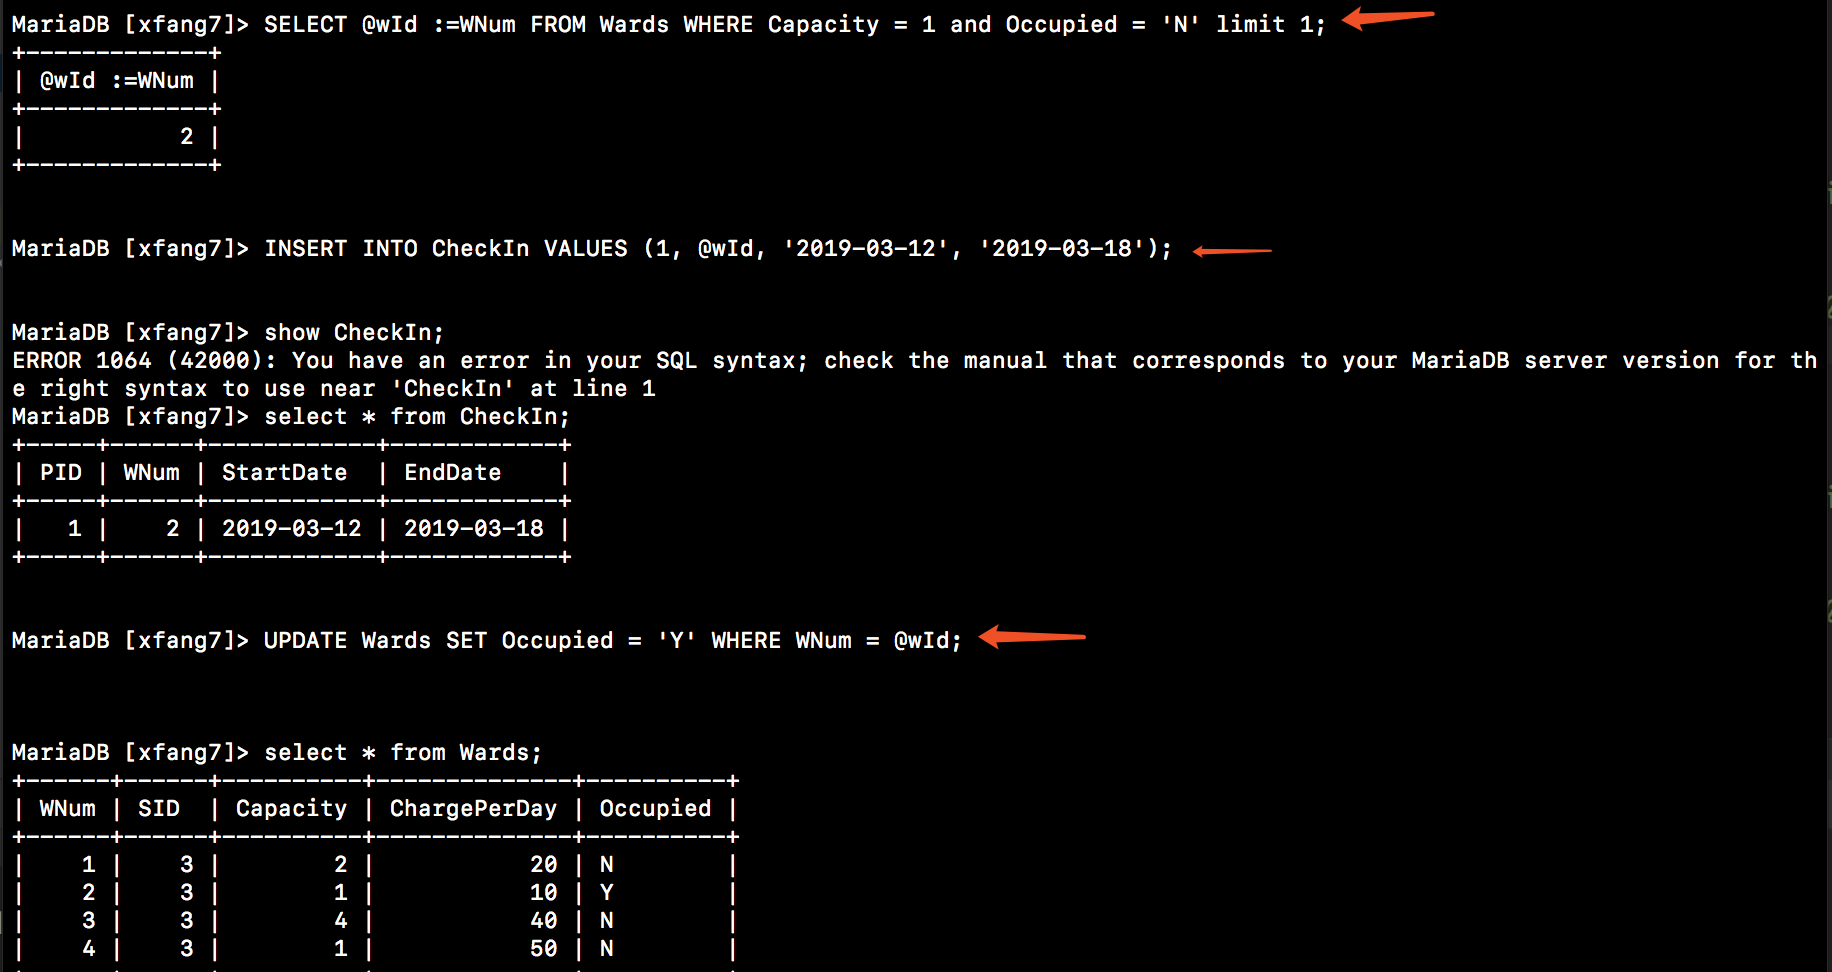 MariaDB [xfang7]> SELECT @wId :=WNum FROM Wards WHERE Capacity = 1 and Occupied = 'N' limit 1;
+-------------+
| @wId :=WNum |
+-------------+
|           2 |
+-------------+
MariaDB [xfang7]> INSERT INTO CheckIn VALUES (1, @wId, '2019-03-12', '2019-03-18');
MariaDB [xfang7]> show CheckIn;
ERROR 1064 (42000): You have an error in your SQL syntax; check the manual that corresponds to your MariaDB server version for th
e right syntax to use near 'CheckIn' at line 1
MariaDB [xfang7]> select * from CheckIn;
+-----+------+------------+------------+
| PID | WNum | StartDate  | EndDate    |
+-----+------+------------+------------+
|   1 |    2 | 2019-03-12 | 2019-03-18 |
+-----+------+------------+------------+
MariaDB [xfang7]> UPDATE Wards SET Occupied = 'Y' WHERE WNum = @wId;
MariaDB [xfang7]> select * from Wards;
+------+------+----------+--------------+----------+
| WNum | SID  | Capacity | ChargePerDay | Occupied |
+------+------+----------+--------------+----------+
|    1 |    3 |        2 |           20 | N        |
|    2 |    3 |        1 |           10 | Y        |
|    3 |    3 |        4 |           40 | N        |
|    4 |    3 |        1 |           50 | N        |